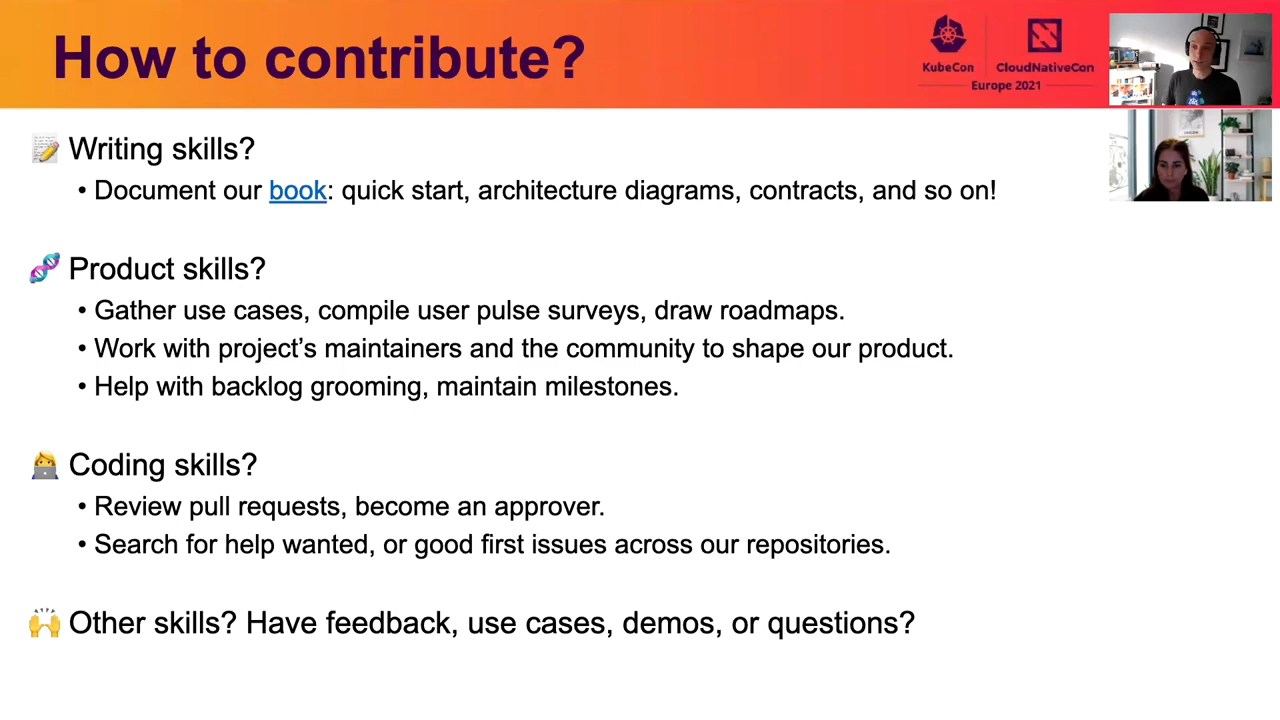 How to contribute?
KubeCon
CloudNativeCon
Europe 2021
Writing skills?
• Document our book: quick start, architecture diagrams, contracts, and so on!
Product skills?
• Gather use cases, compile user pulse surveys, draw roadmaps.
• Work with project’s maintainers and the community to shape our product.
• Help with backlog grooming, maintain milestones.
Coding skills?
• Review pull requests, become an approver.
• Search for help wanted, or good first issues across our repositories.
Other skills? Have feedback, use cases, demos, or questions?